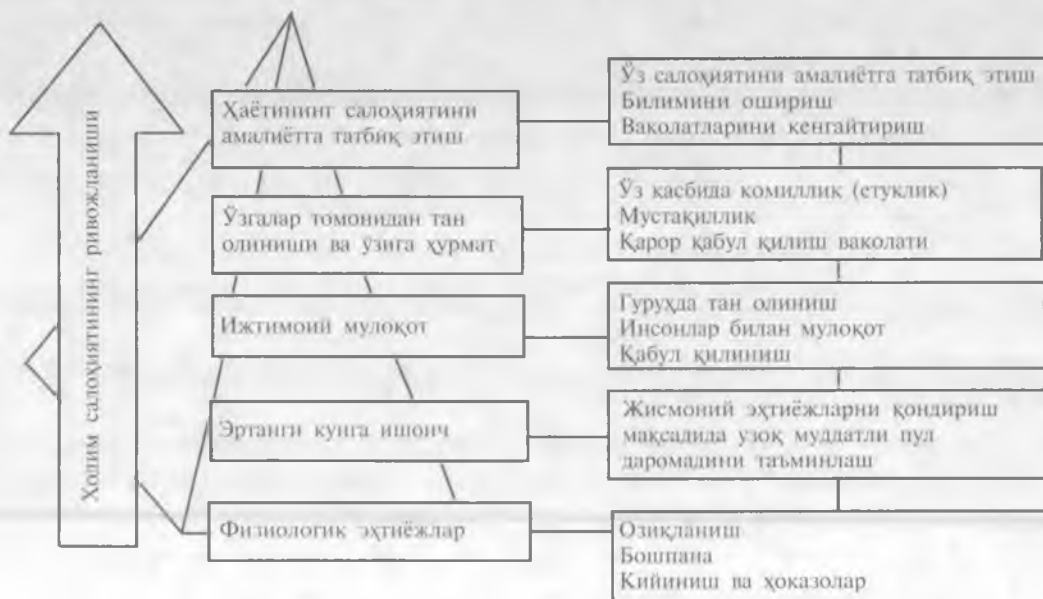 Ходим салоҳиятининг ривожланиши
Ҳаётининг салоҳиятини
амалиётга татбиқ этиш
Ўз салоҳиятини амалиётга татбиқ этиш
Билимини ошириш
Ваколатларини кенгайтириш
Ўзгалар томонидан тан
олиниши ва ўзига ҳурмат
Ўз касбида комиллик (етуклик)
Мустақиллик
Қарор қабул қилиш ваколати
Ижтимоий мулоқот
Гуруҳда тан олиниш
Инсонлар билан мулоқот
Қабул қилиниш
Эртанги кунга ишонч
Жисмоний эҳтиёжларни қондириш
мақсадида узоқ муддатли пул
даромадини таъминлаш
Физиологик эҳтиёжлар
Озиқланиш
Бошпана
Кийиниш ва ҳоказолар